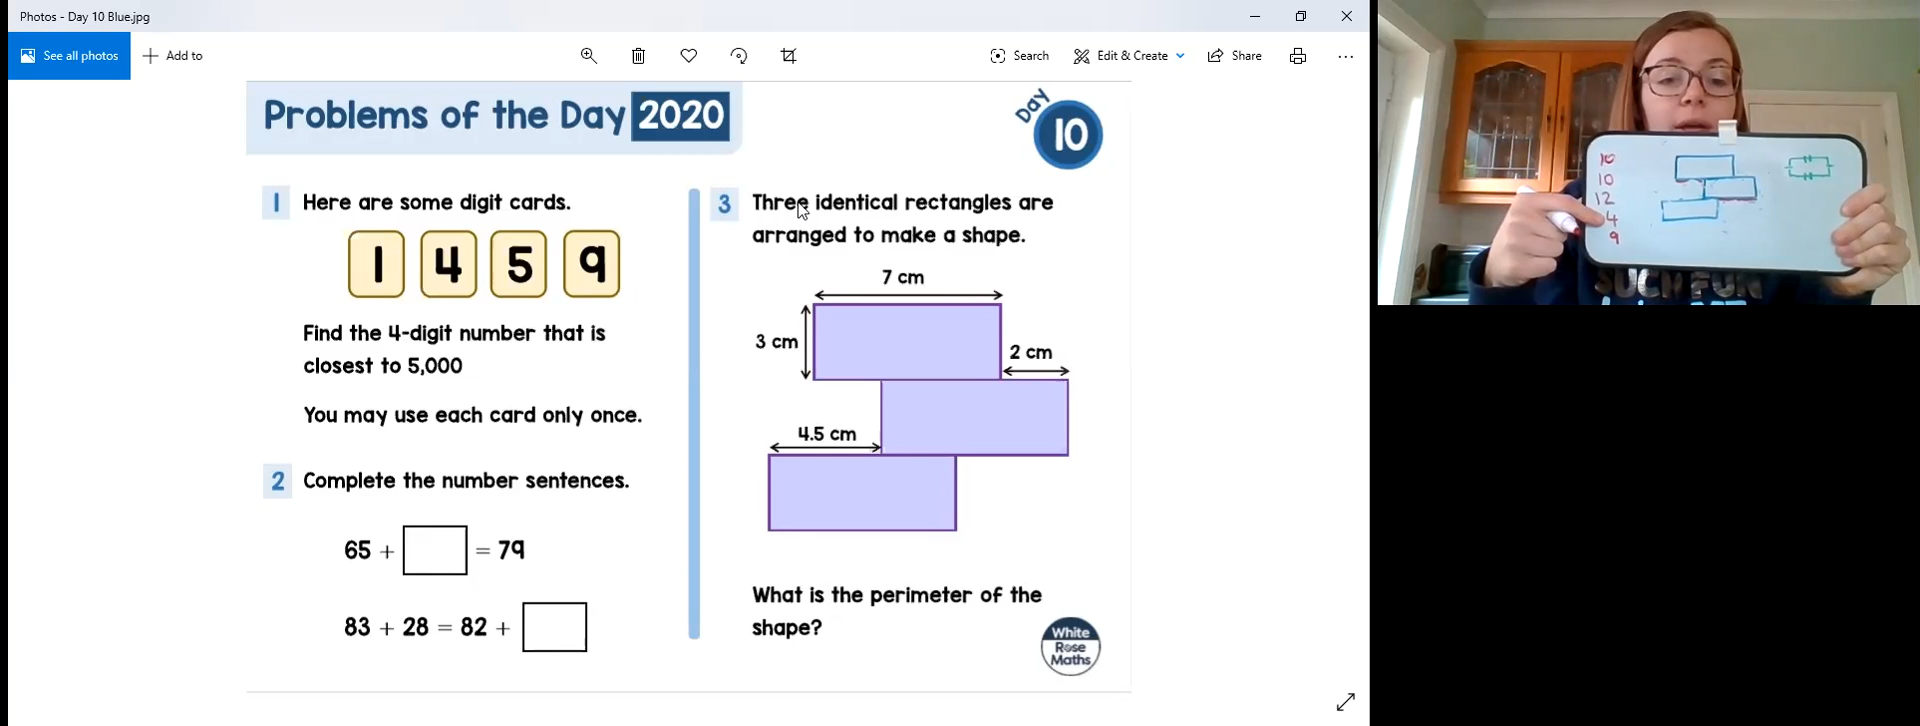 Photos - Day 10 Blue.jpg
See all photos
Add to
Search
Edit & Create
Share
Problems of the Day 2020
Day
10
1 Here are some digit cards.
1 4 5 9
Find the 4-digit number that is
closest to 5,000
You may use each card only once.
2 Complete the number sentences.
65 + = 79
83 + 28 = 82 +
3 Three identical rectangles are
arranged to make a shape.
7 cm
3 cm
2 cm
4.5 cm
What is the perimeter of the
shape?
White
Rose
Maths
10
10
12
4
9
SUCH FUN